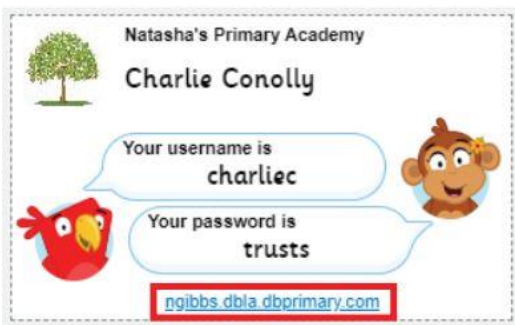 Natasha's Primary Academy
Charlie Conolly
Your username is
charliec
Your password is
trusts
ngibbs.dbla.dbprimary.com